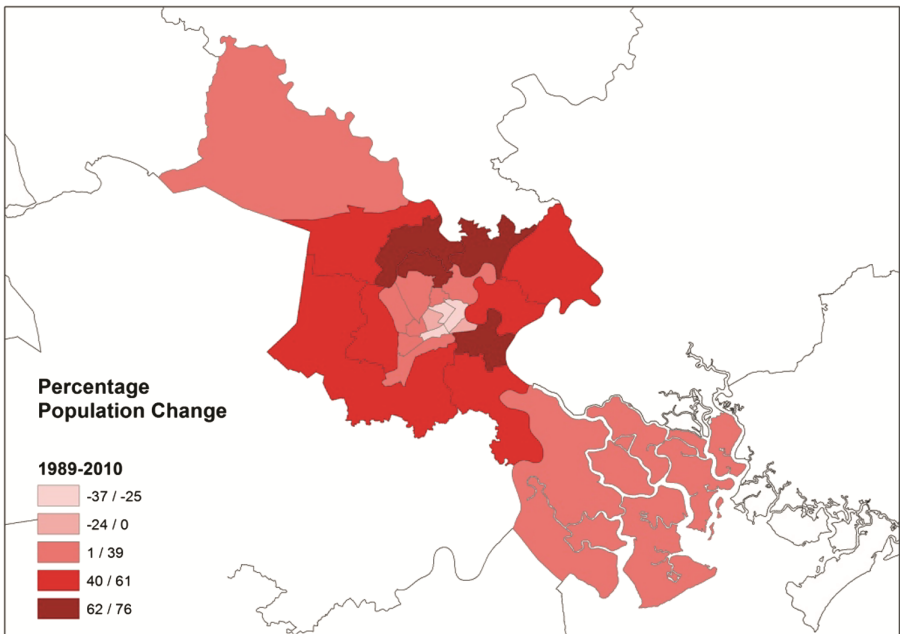 Percentage
Population Change
1989-2010
-37 / -25
-24 / 0
1 / 39
40 / 61
62 / 76